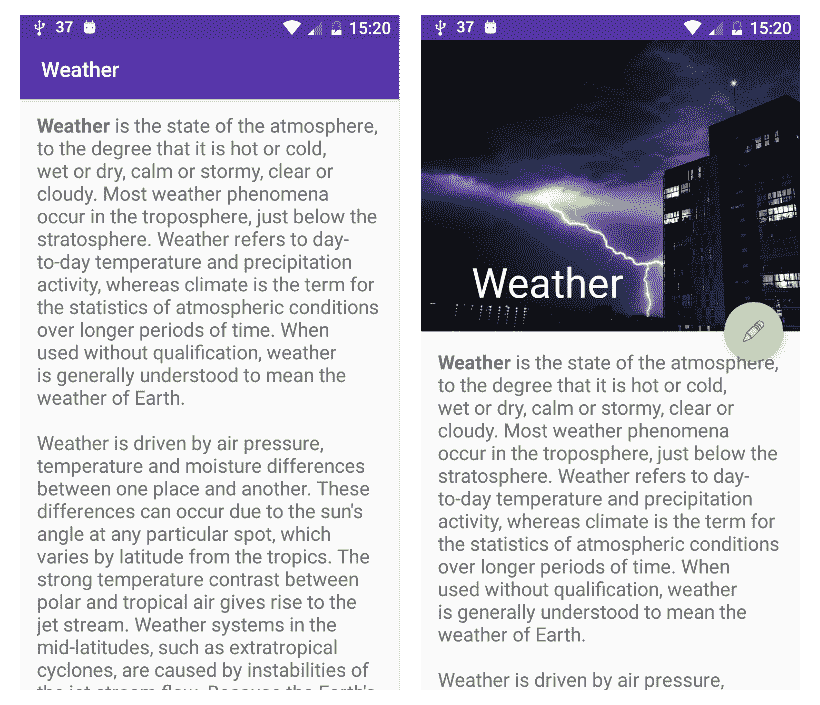 37
15:20
Weather
Weather is the state of the atmosphere,
to the degree that it is hot or cold,
wet or dry, calm or stormy, clear or
cloudy. Most weather phenomena
occur in the troposphere, just below the
stratosphere. Weather refers to day-
to-day temperature and precipitation
activity, whereas climate is the term for
the statistics of atmospheric conditions
over longer periods of time. When
used without qualification, weather
is generally understood to mean the
weather of Earth.
Weather is driven by air pressure,
temperature and moisture differences
between one place and another. These
differences can occur due to the sun's
angle at any particular spot, which
varies by latitude from the tropics. The
strong temperature contrast between
polar and tropical air gives rise to the
jet stream. Weather systems in the
mid-latitudes, such as extratropical
cyclones, are caused by instabilities of
the jet stream flow. Because the Earth's
37
15:20
Weather
Weather is the state of the atmosphere,
to the degree that it is hot or cold,
wet or dry, calm or stormy, clear or
cloudy. Most weather phenomena
occur in the troposphere, just below the
stratosphere. Weather refers to day-
to-day temperature and precipitation
activity, whereas climate is the term for
the statistics of atmospheric conditions
over longer periods of time. When
used without qualification, weather
is generally understood to mean the
weather of Earth.
Weather is driven by air pressure,